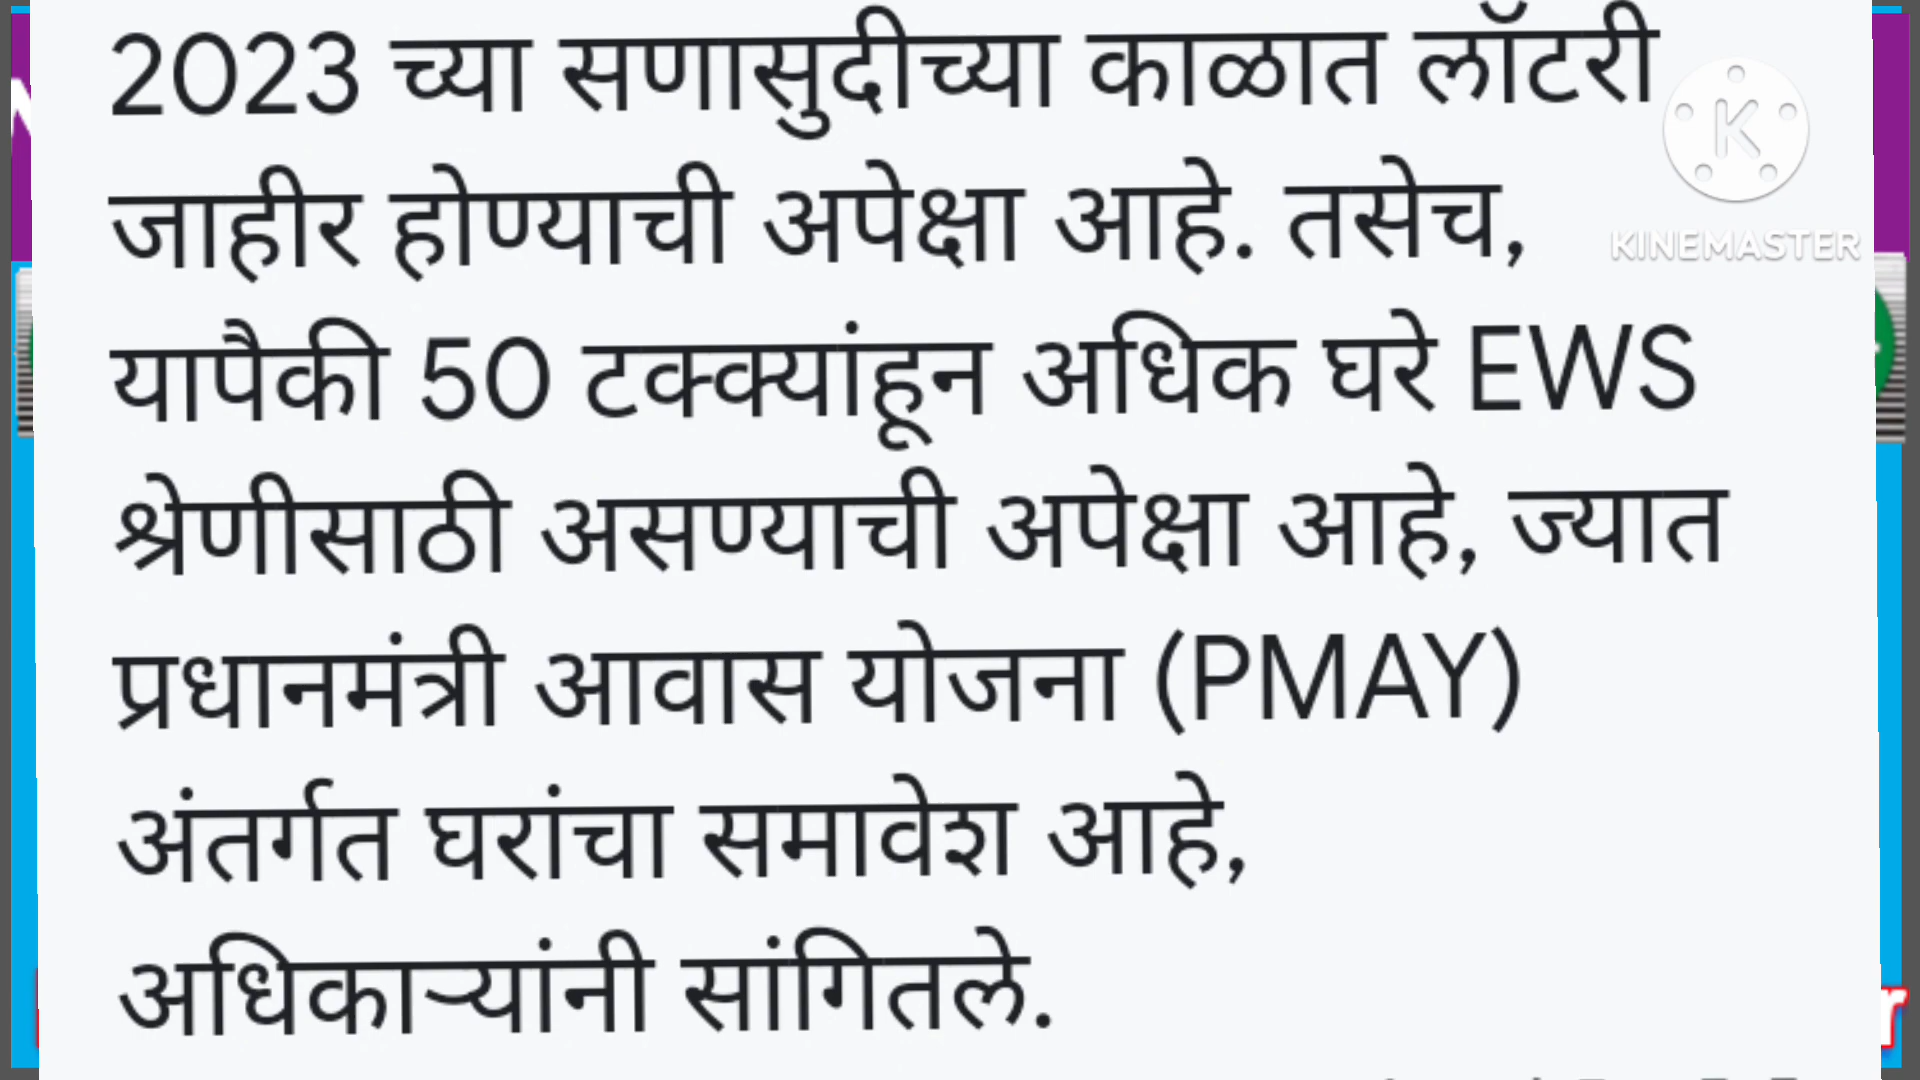 2023 च्या सणासुदीच्या काळात लॉटरी
जाहीर होण्याची अपेक्षा आहे. तसेच,
KINEMASTER
यापैकी 50 टक्क्यांहून अधिक घरे EWS
श्रेणीसाठी असण्याची अपेक्षा आहे, ज्यात
प्रधानमंत्री आवास योजना (PMAY)
अंतर्गत घरांचा समावेश आहे,
अधिकाऱ्यांनी सांगितले.